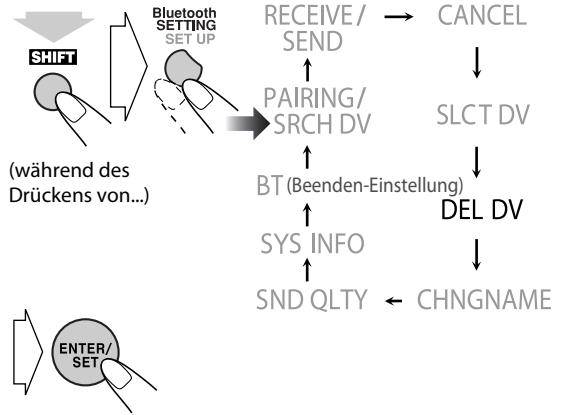 Bluetooth
SETTING
SET UP
SHIFT
(während des
Drückens von...)
RECEIVE/
SEND
CANCEL
PAIRING/
SRCH DV
SLCT DV
BT (Beenden-Einstellung)
DEL DV
SYS INFO
SND QLTY
CHNGNAME
ENTER/
SET